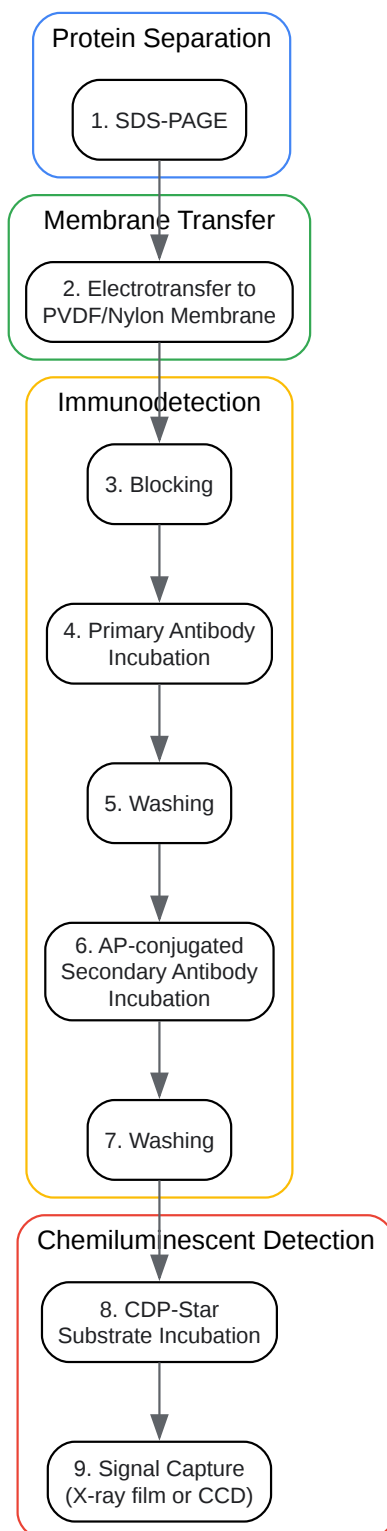 Protein Separation
1. SDS-PAGE
Membrane Transfer
2. Electrotransfer to
PVDF/Nylon Membrane
Immunodetection
3. Blocking
4. Primary Antibody
Incubation
5. Washing
6. AP-conjugated
Secondary Antibody
Incubation
7. Washing
Chemiluminescent Detection
8. CDP-Star
Substrate Incubation
9. Signal Capture
(X-ray film or CCD)